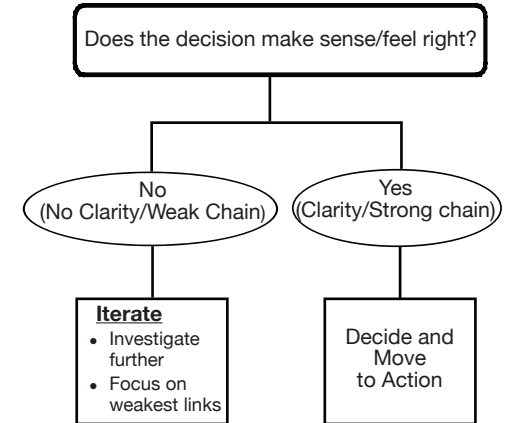 Does the decision make sense/feel right?
No
(No Clarity/Weak Chain)
Yes
(Clarity/Strong chain)
Iterate
• Investigate
further
• Focus on
weakest links
Decide and
Move
to Action